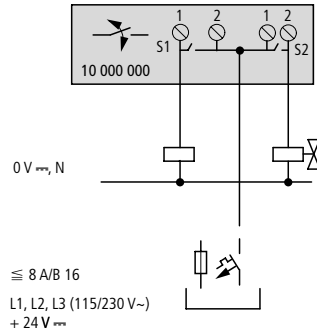 1 2 1 2
S1 S2
10 000 000
0 V ⎓, N
≦ 8 A/B 16
L1, L2, L3 (115/230 V~)
+ 24 V ⎓